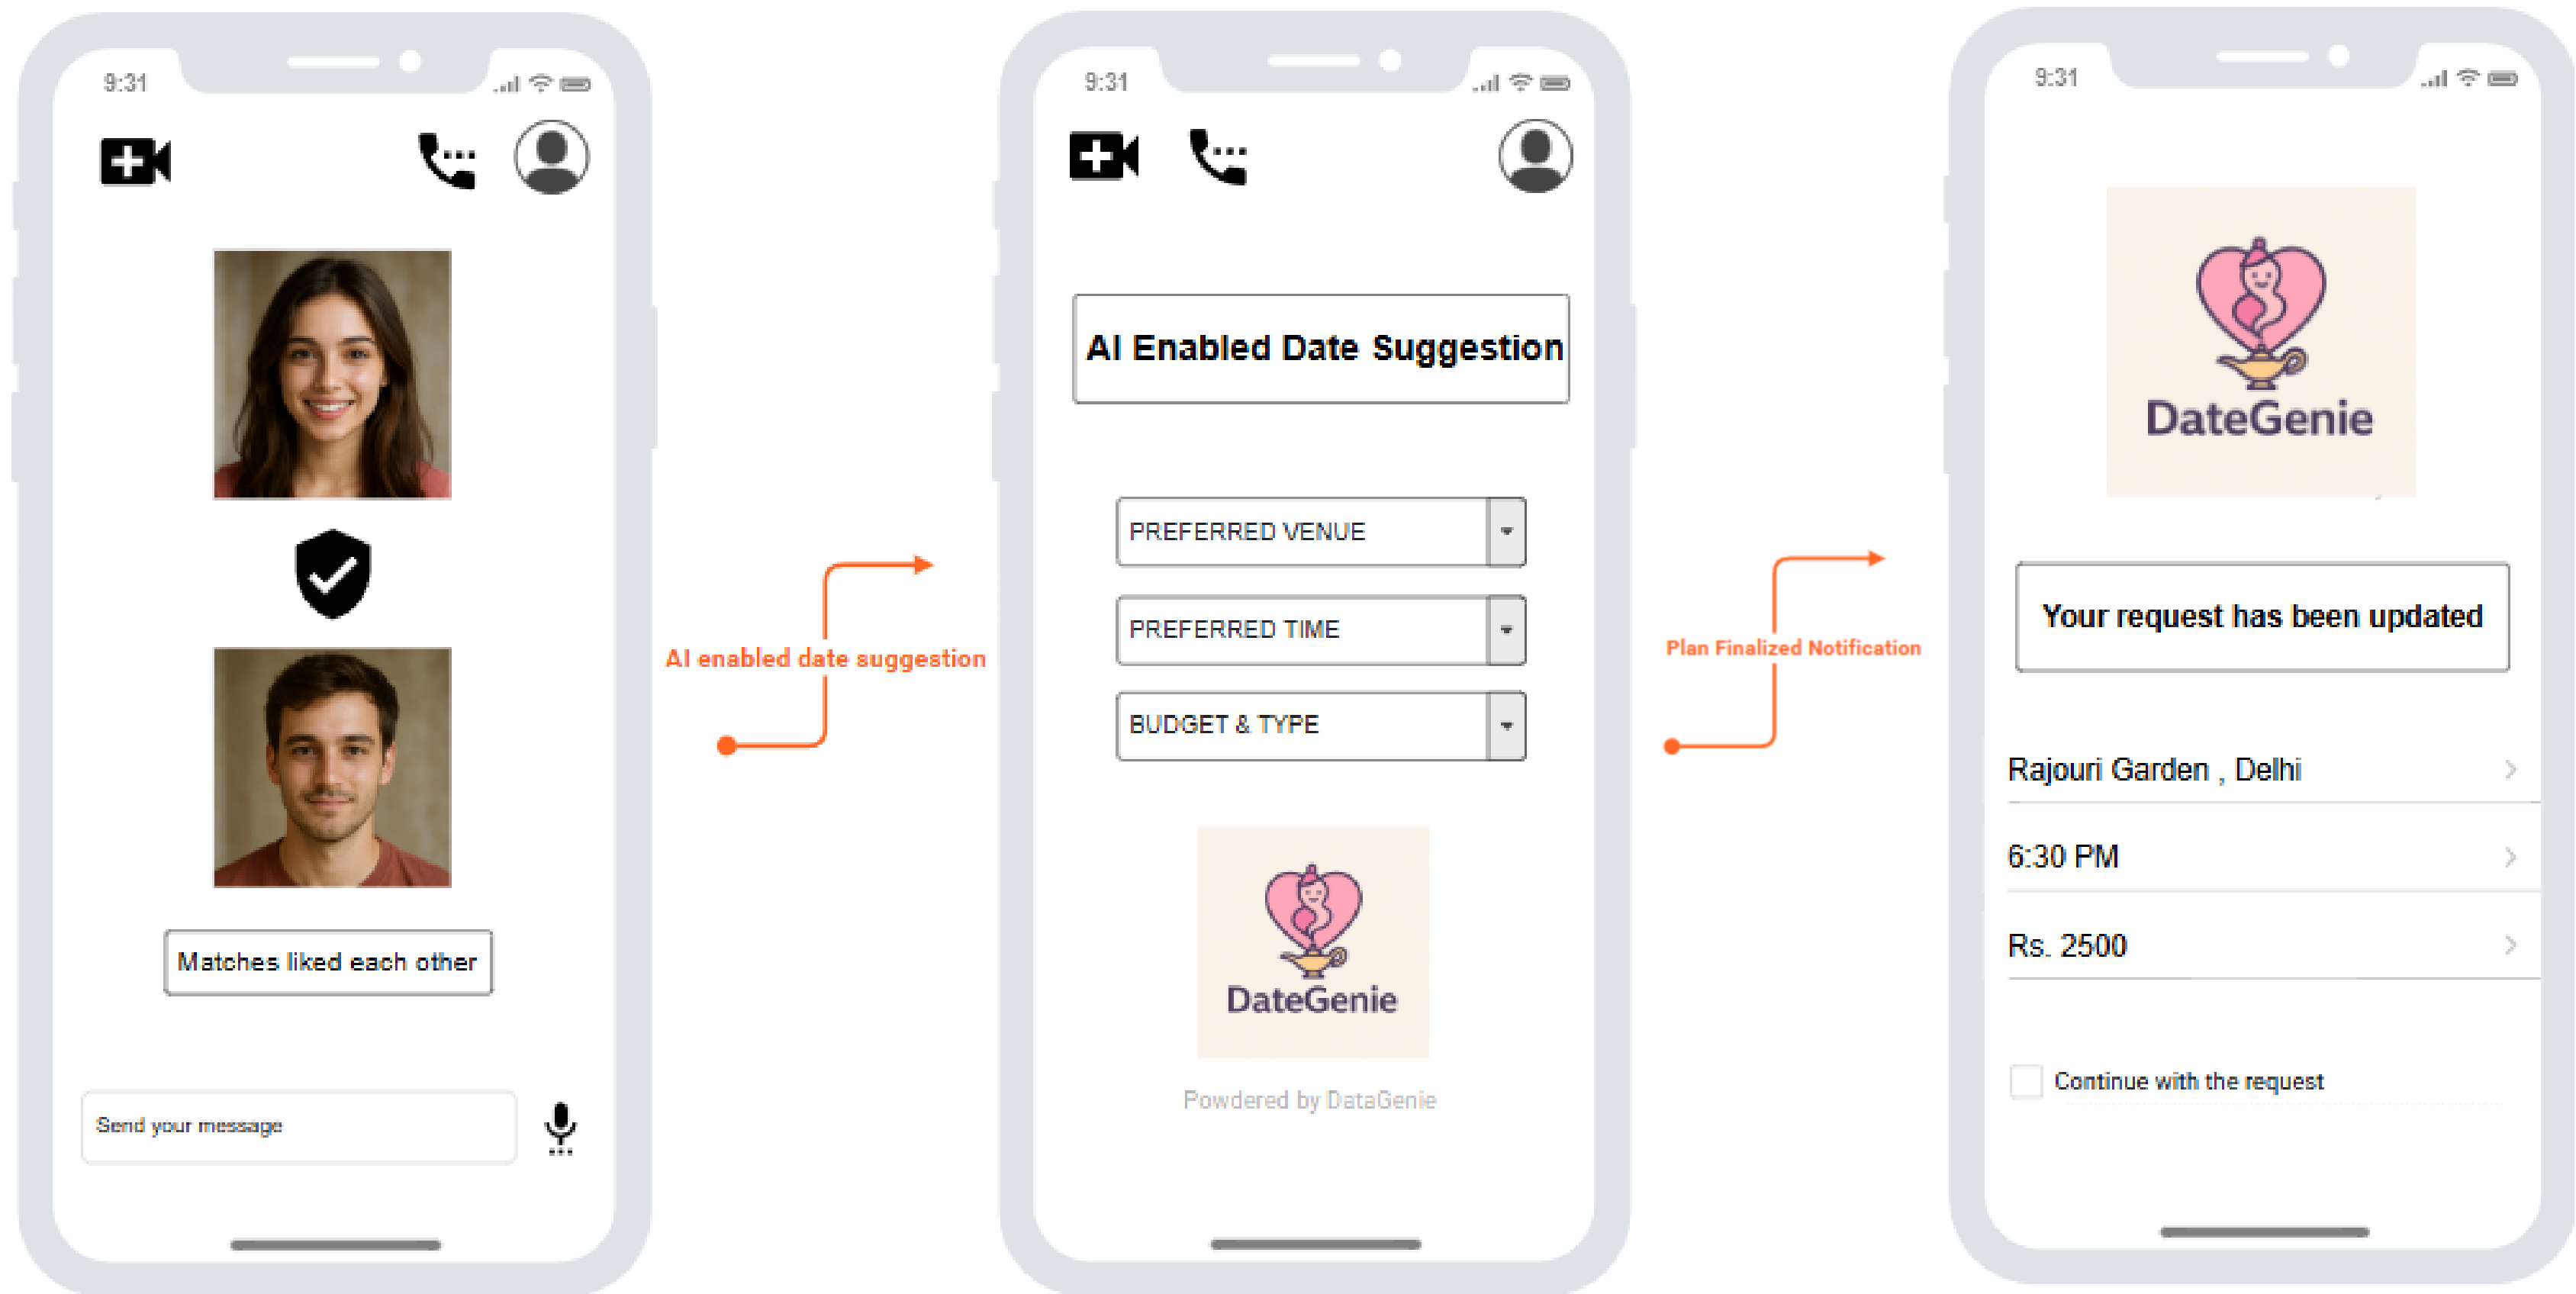 9:31
Matches liked each other
Send your message
AI enabled date suggestion
9:31
AI Enabled Date Suggestion
PREFERRED VENUE
PREFERRED TIME
BUDGET & TYPE
DateGenie
Powdered by DataGenie
Plan Finalized Notification
9:31
DateGenie
Your request has been updated
Rajouri Garden , Delhi
6:30 PM
Rs. 2500
Continue with the request